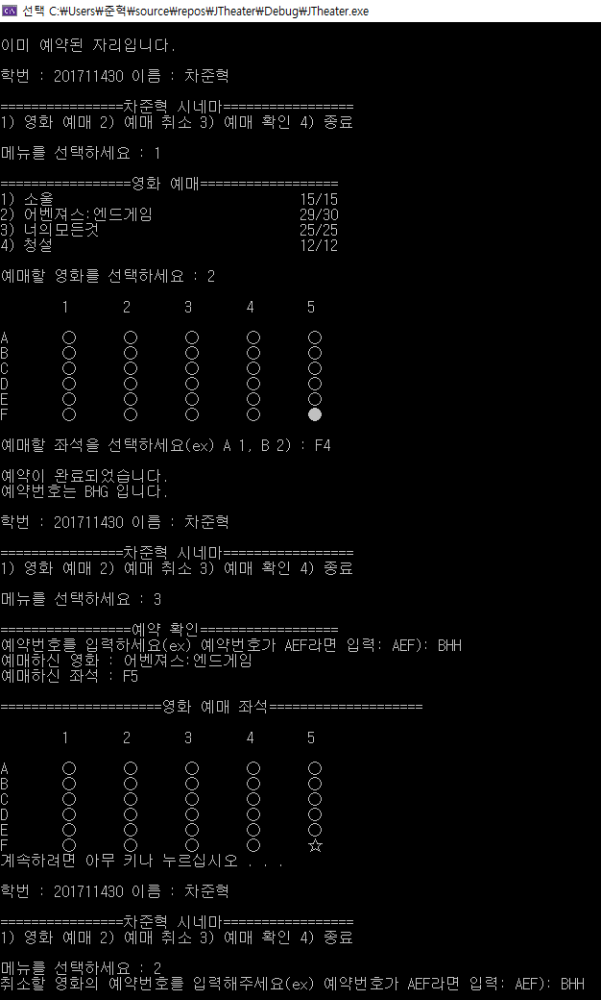 선택 C:\Users\준혁\source\repos\JTheater\Debug\JTheater.exe
이미 예약된 자리입니다.
학번 : 201711430 이름 : 차준혁
================차준혁 시네마=================
1) 영화 예매 2) 예매 취소 3) 예매 확인 4) 종료
메뉴를 선택하세요 : 1
=================영화 예매==================
1) 소울 15/15
2) 어벤져스:엔드게임 29/30
3) 너의모든것 25/25
4) 청설 12/12
예매할 영화를 선택하세요 : 2
1 2 3 4 5
A ○ ○ ○ ○ ○
B ○ ○ ○ ○ ○
C ○ ○ ○ ○ ○
D ○ ○ ○ ○ ○
E ○ ○ ○ ○ ○
F ○ ○ ○ ○ ●
예매할 좌석을 선택하세요(ex) A 1, B 2) : F4
예약이 완료되었습니다.
예약번호는 BHG 입니다.
학번 : 201711430 이름 : 차준혁
================차준혁 시네마=================
1) 영화 예매 2) 예매 취소 3) 예매 확인 4) 종료
메뉴를 선택하세요 : 3
=================예약 확인==================
예약번호를 입력하세요(ex) 예약번호가 AEF라면 입력: AEF): BHH
예매하신 영화 : 어벤져스:엔드게임
예매하신 좌석 : F5
=====================영화 예매 좌석====================
1 2 3 4 5
A ○ ○ ○ ○ ○
B ○ ○ ○ ○ ○
C ○ ○ ○ ○ ○
D ○ ○ ○ ○ ○
E ○ ○ ○ ○ ○
F ○ ○ ○ ○ ☆
계속하려면 아무 키나 누르십시오 . . .
학번 : 201711430 이름 : 차준혁
================차준혁 시네마=================
1) 영화 예매 2) 예매 취소 3) 예매 확인 4) 종료
메뉴를 선택하세요 : 2
취소할 영화의 예약번호를 입력해주세요(ex) 예약번호가 AEF라면 입력: AEF): BHH